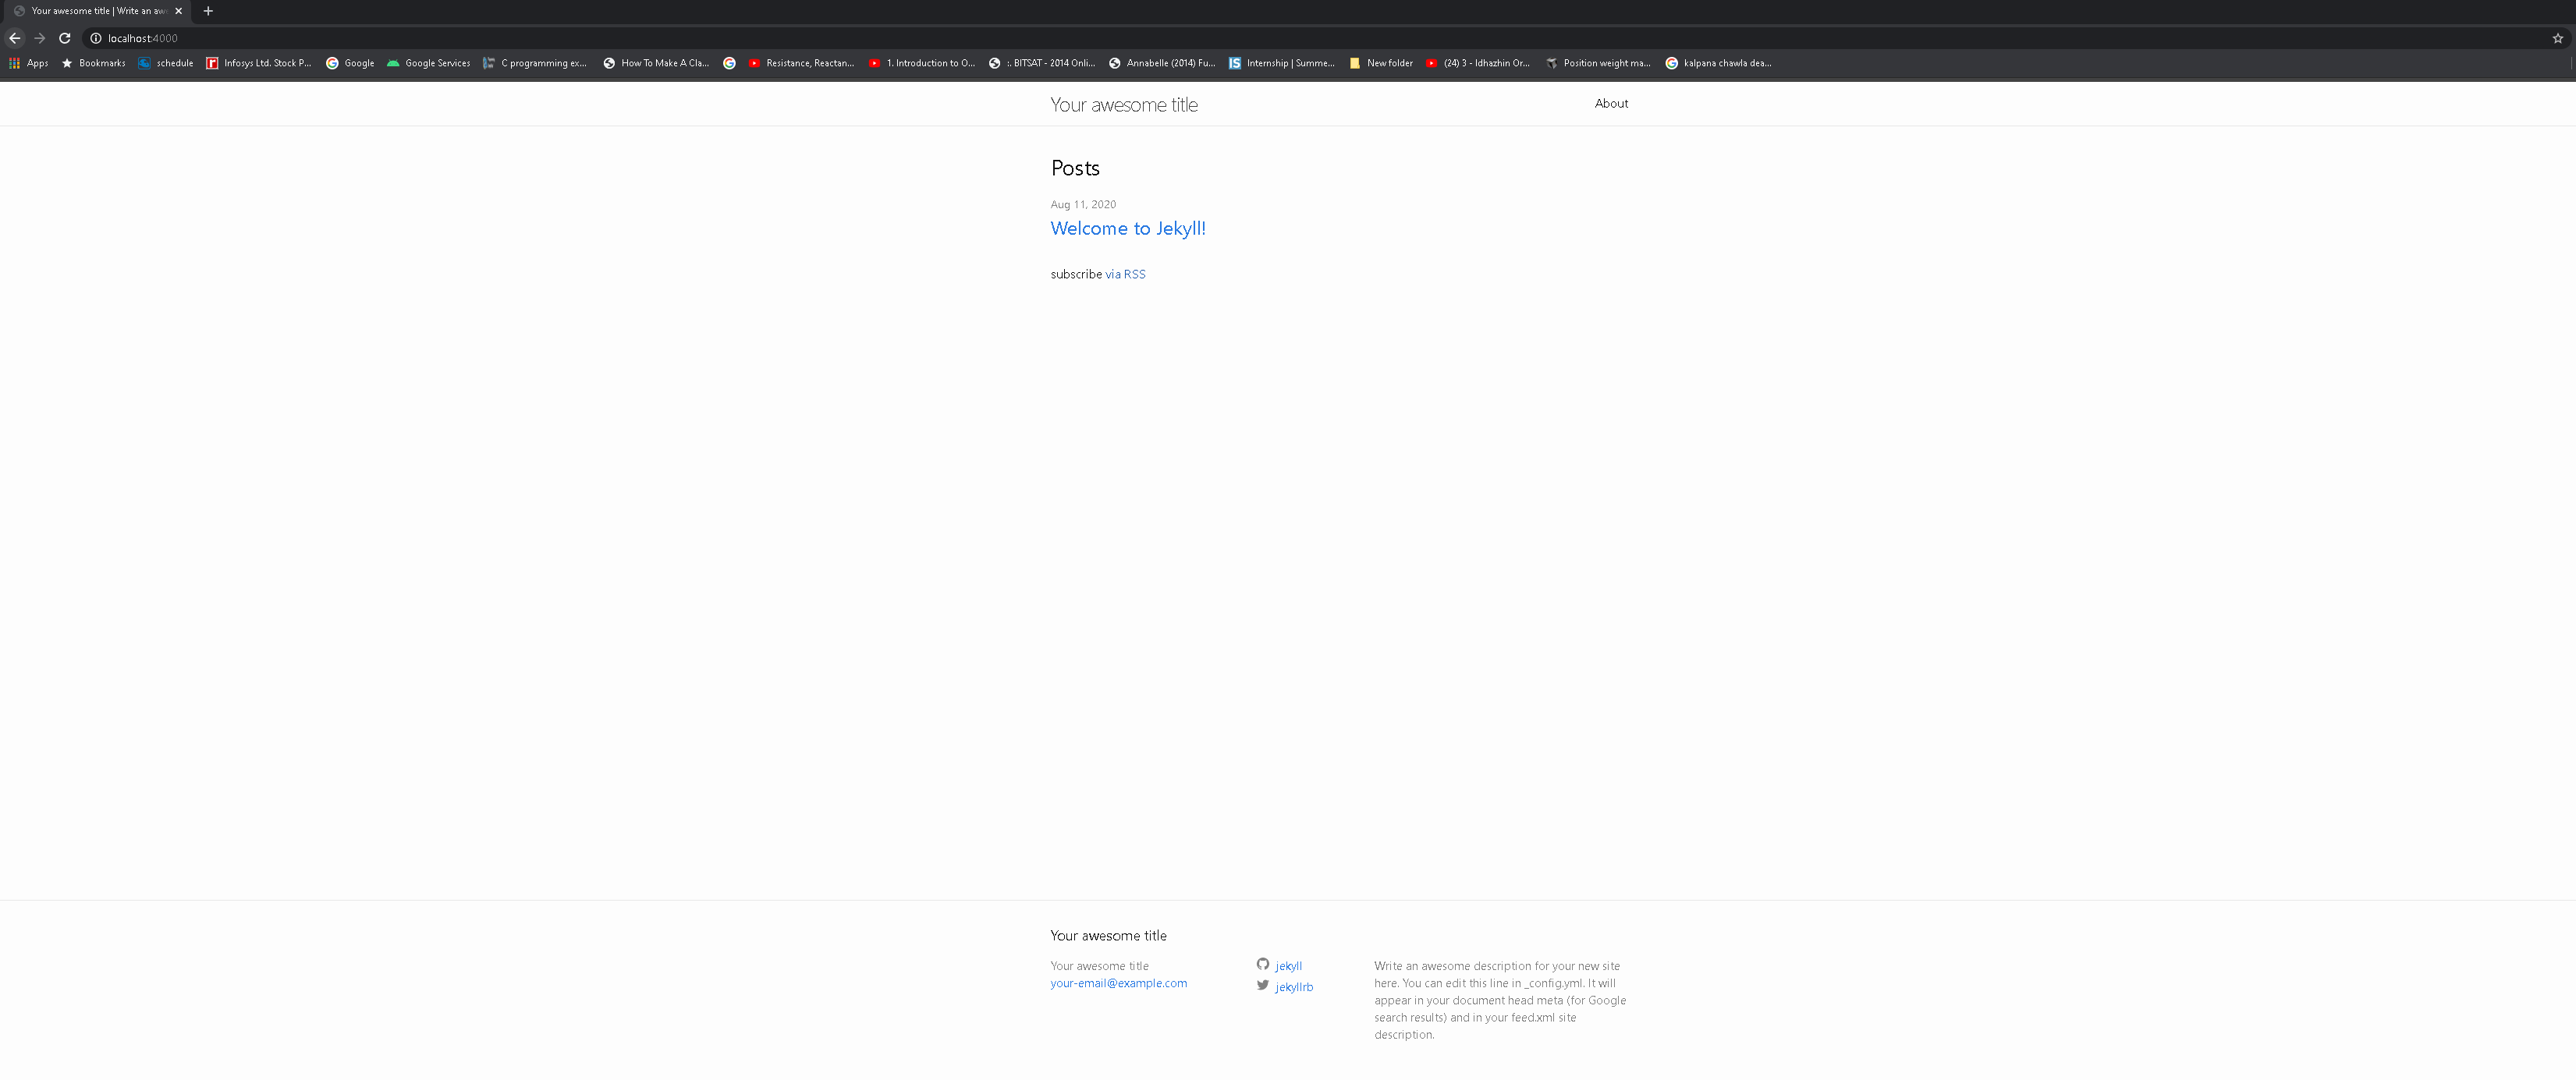 Your awesome title | Write an aw
localhost:4000
Apps Bookmarks schedule Infosys Ltd. Stock P... Google Google Services C programming ex... How To Make A Cla... Resistance, Reactan... 1. Introduction to O... :. BITSAT - 2014 Onli... Annabelle (2014) Fu... Internship | Summe... New folder (24) 3 - Idhazhin Or... Position weight ma... kalpana chawla dea...
Your awesome title About
Posts
Aug 11, 2020
Welcome to Jekyll!
subscribe via RSS
Your awesome title
Your awesome title
your-email@example.com
jekyll
jekyllrb
Write an awesome description for your new site
here. You can edit this line in _config.yml. It will
appear in your document head meta (for Google
search results) and in your feed.xml site
description.